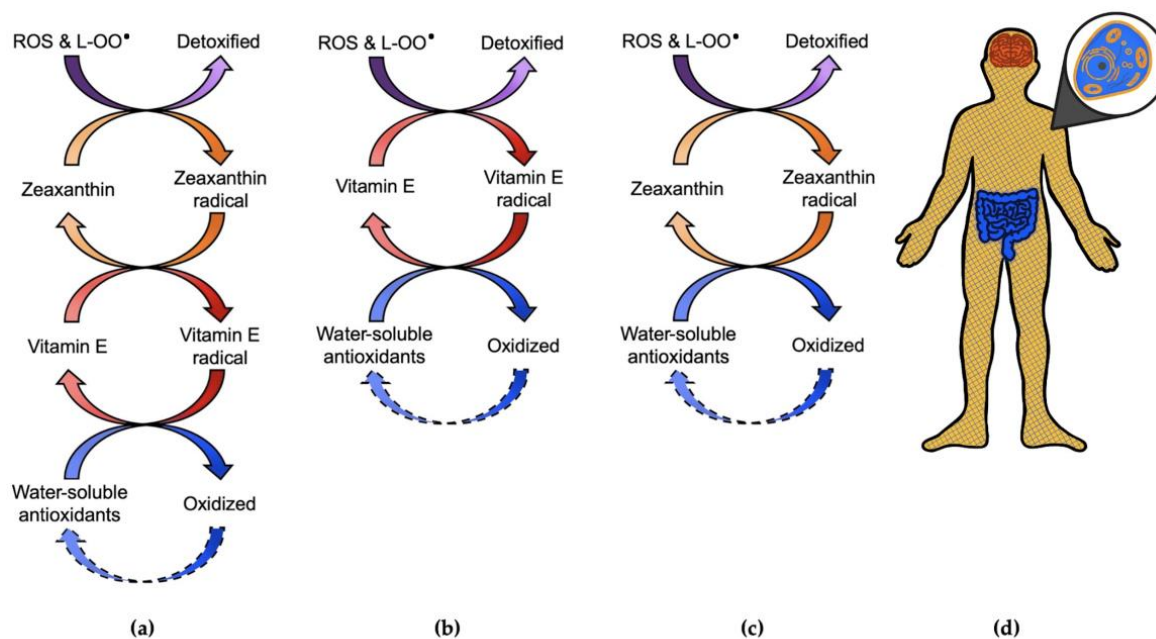 ROS & L-OO•
Detoxified
Zeaxanthin
Zeaxanthin
radical
Vitamin E
Vitamin E
radical
Water-soluble
antioxidants
Oxidized
(a)
ROS & L-OO•
Detoxified
Vitamin E
Vitamin E
radical
Water-soluble
antioxidants
Oxidized
(b)
ROS & L-OO•
Detoxified
Zeaxanthin
Zeaxanthin
radical
Water-soluble
antioxidants
Oxidized
(c)
(d)